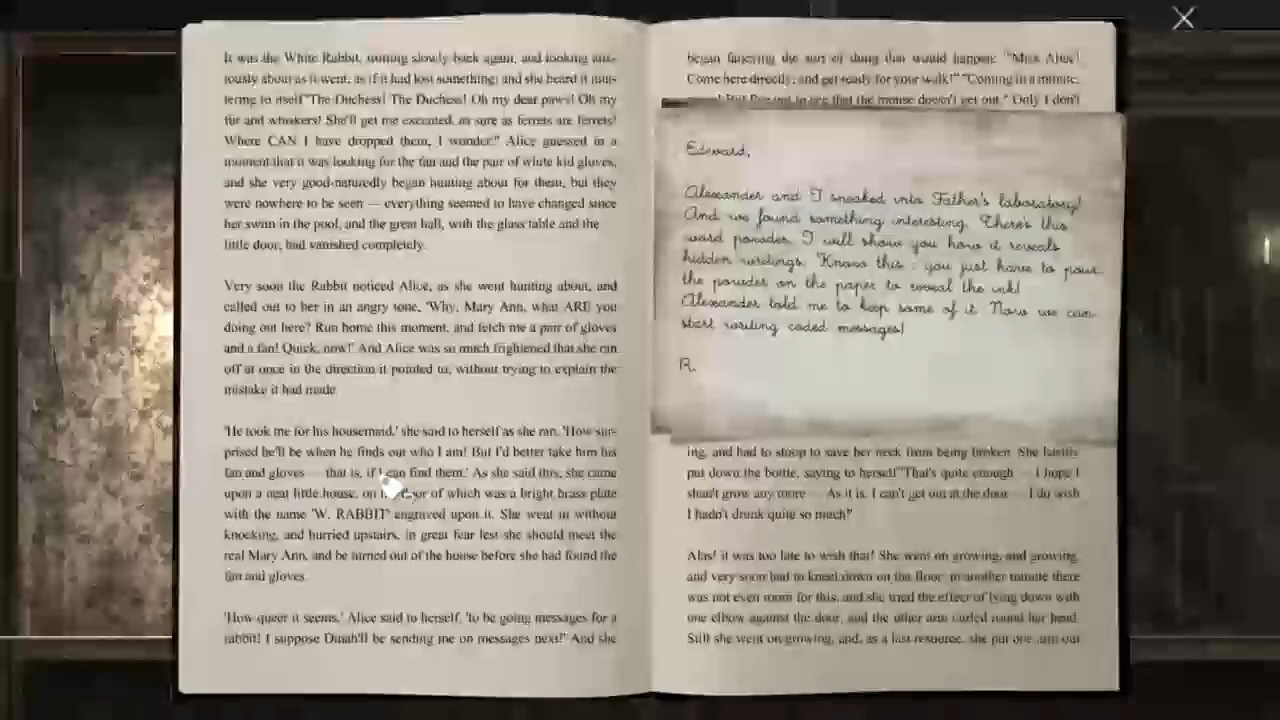 It was the White Rabbit, trotting slowly back again, and looking anx-
iously about as it went, as if it had lost something; and she heard it mut-
tering to itself 'The Duchess! The Duchess! Oh my dear paws! Oh my
fur and whiskers! She'll get me executed, as sure as ferrets are ferrets!
Where CAN I have dropped them, I wonder?' Alice guessed in a
moment that it was looking for the fan and the pair of white kid gloves,
and she very good-naturedly began hunting about for them, but they
were nowhere to be seen — everything seemed to have changed since
her swim in the pool, and the great hall, with the glass table and the
little door, had vanished completely.
Very soon the Rabbit noticed Alice, as she went hunting about, and
called out to her in an angry tone, 'Why, Mary Ann, what ARE you
doing out here? Run home this moment, and fetch me a pair of gloves
and a fan! Quick, now!' And Alice was so much frightened that she ran
off at once in the direction it pointed to, without trying to explain the
mistake it had made.
'He took me for his housemaid,' she said to herself as she ran. 'How sur-
prised he'll be when he finds out who I am! But I'd better take him his
fan and gloves — that is, if I can find them.' As she said this, she came
upon a neat little house, on door of which was a bright brass plate
with the name 'W. RABBIT' engraved upon it. She went in without
knocking, and hurried upstairs, in great fear lest she should meet the
real Mary Ann, and be turned out of the house before she had found the
fan and gloves.
'How queer it seems,' Alice said to herself, 'to be going messages for a
rabbit! I suppose Dinah'll be sending me on messages next!' And she
began fancying the sort of thing that would happen: '"Miss Alice!
Come here directly, and get ready for your walk!" "Coming in a minute,
But I've got to see that the mouse doesn't get out." Only I don't
Edward,
Alexander and I sneaked into Father's laboratory!
And we found something interesting. There's this
weird powder. I will show you how it reveals
hidden writings. Know this : you just have to pour
the powder on the paper to reveal the ink!
Alexander told me to keep some of it. Now we can
start writing coded messages!
R.
ing, and had to stoop to save her neck from being broken. She hastily
put down the bottle, saying to herself 'That's quite enough — I hope I
shan't grow any more — As it is, I can't get out at the door — I do wish
I hadn't drunk quite so much!'
Alas! it was too late to wish that! She went on growing, and growing,
and very soon had to kneel down on the floor: in another minute there
was not even room for this, and she tried the effect of lying down with
one elbow against the door, and the other arm curled round her head.
Still she went on growing, and, as a last resource, she put one arm out